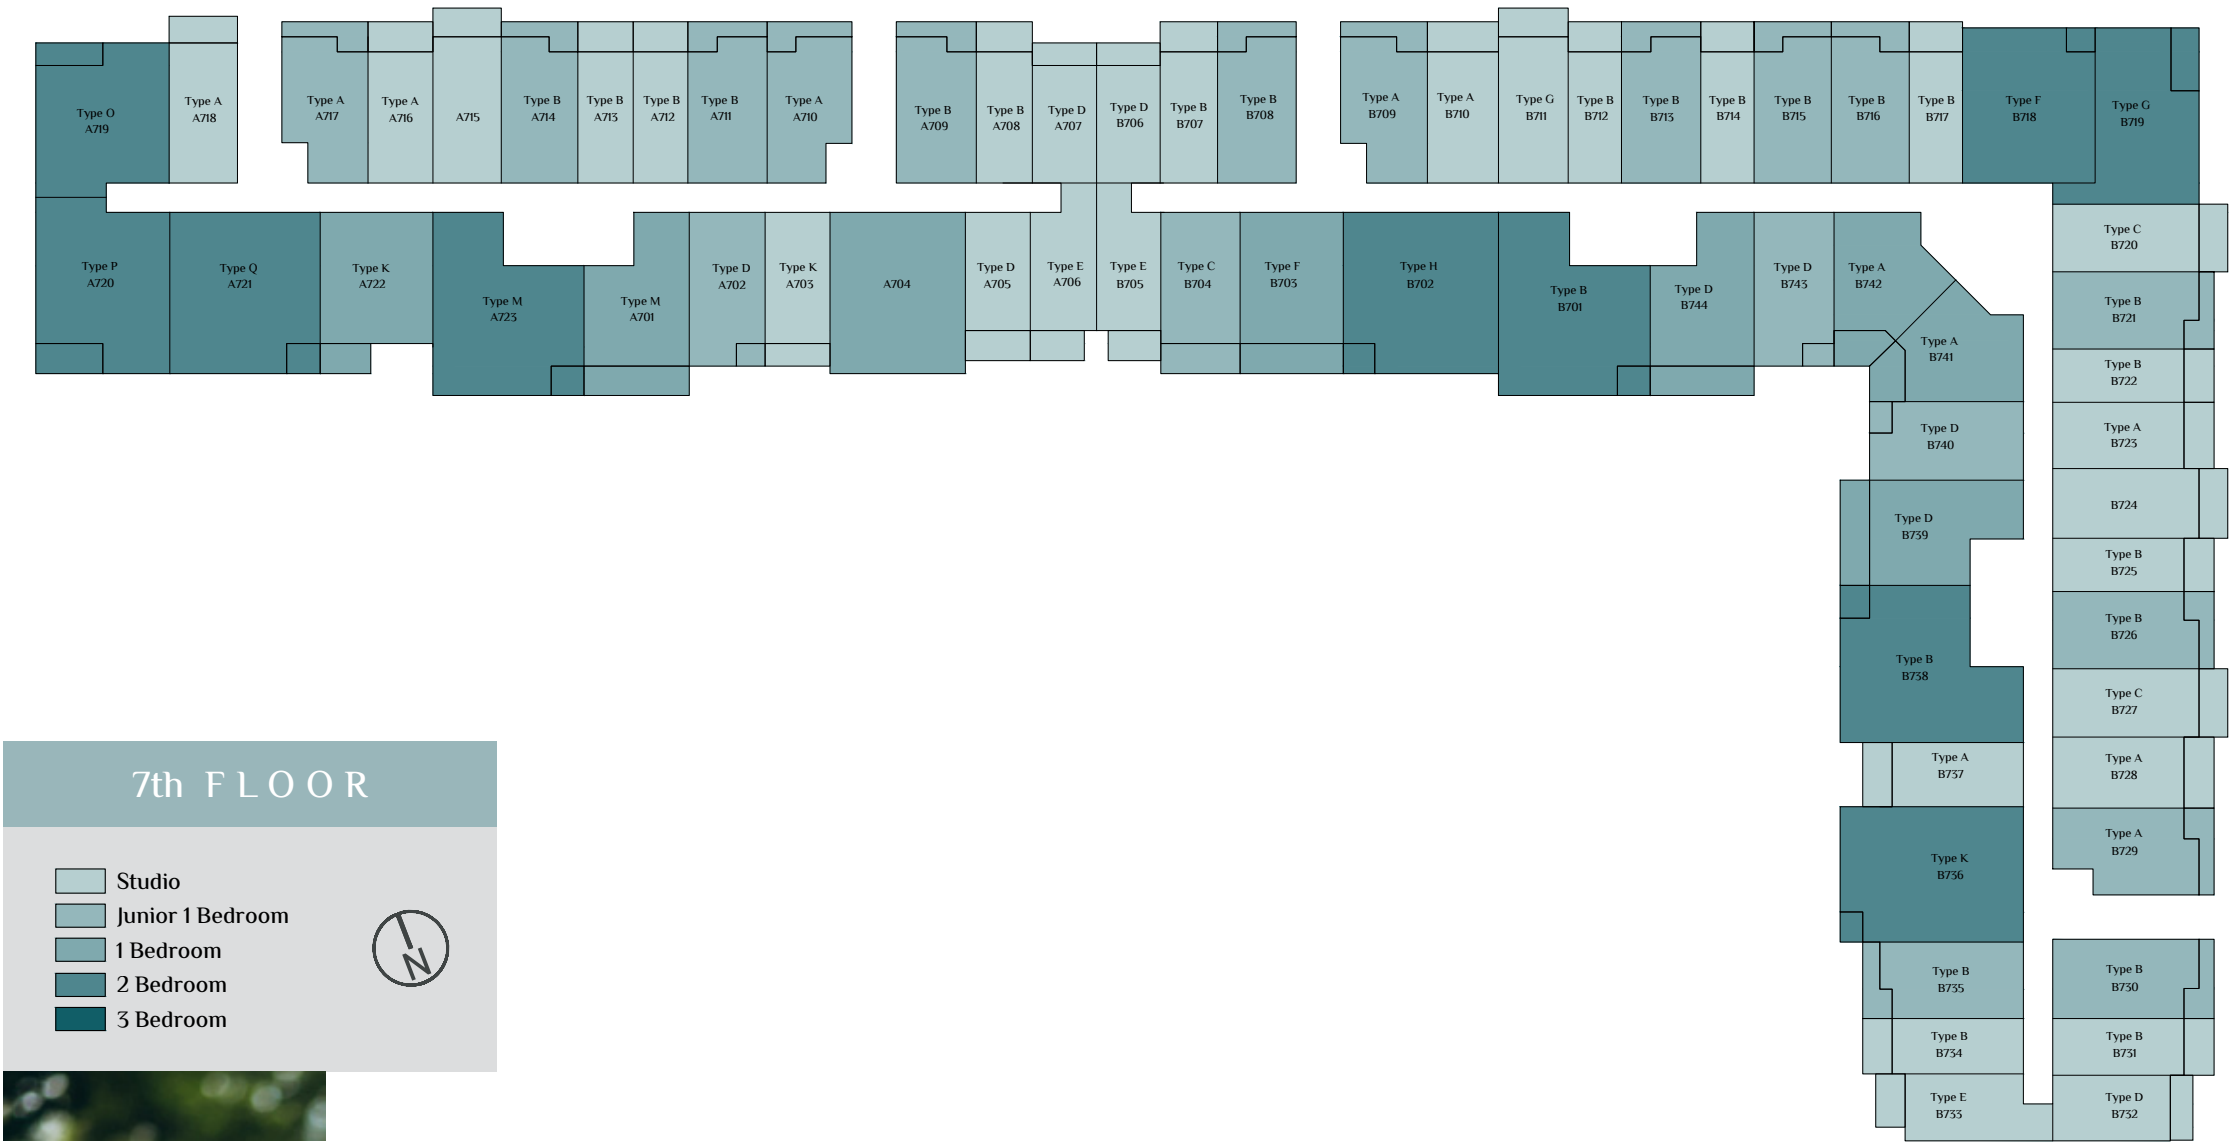 Type O
A719
Type A
A718
Type A
A717
Type A
A716
A715
Type B
A714
Type B
A713
Type B
A712
Type B
A711
Type A
A710
Type B
A709
Type B
A708
Type D
A707
Type D
B706
Type B
B707
Type B
B708
Type A
B709
Type A
B710
Type G
B711
Type B
B712
Type B
B713
Type B
B714
Type B
B715
Type B
B716
Type B
B717
Type F
B718
Type G
B719
Type P
A720
Type Q
A721
Type K
A722
Type M
A723
Type M
A701
Type D
A702
Type K
A703
A704
Type D
A705
Type E
A706
Type E
B705
Type C
B704
Type F
B703
Type H
B702
Type B
B701
Type D
B744
Type D
B743
Type A
B742
Type A
B741
Type D
B740
Type D
B739
Type B
B738
Type A
B737
Type K
B736
Type B
B735
Type B
B734
Type E
B733
Type C
B720
Type B
B721
Type B
B722
Type A
B723
B724
Type B
B725
Type B
B726
Type C
B727
Type A
B728
Type A
B729
Type B
B730
Type B
B731
Type D
B732
7th FLOOR
Studio
Junior 1 Bedroom
1 Bedroom
2 Bedroom
3 Bedroom
N